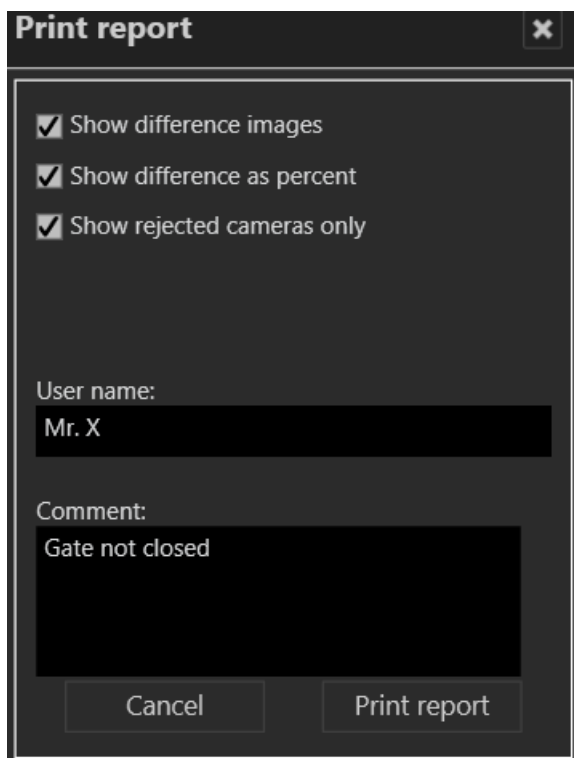 Print report
Show difference images
Show difference as percent
Show rejected cameras only
User name:
Mr. X
Comment:
Gate not closed
Cancel Print report